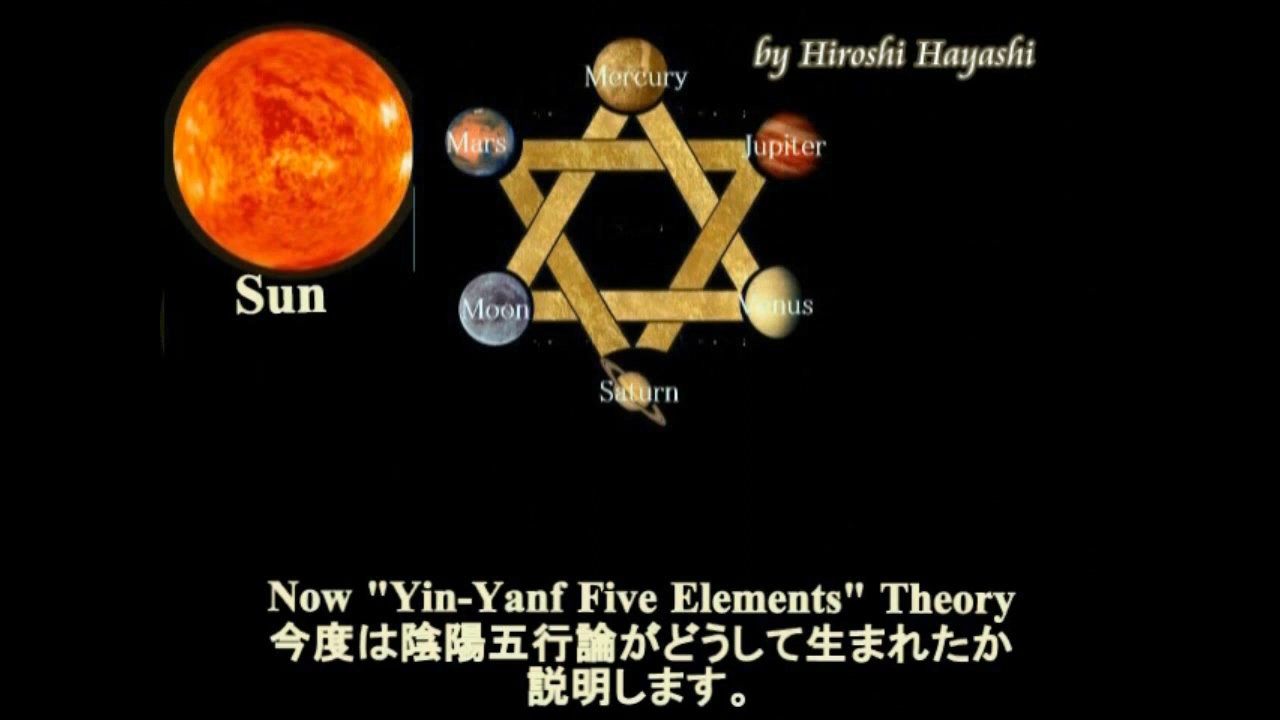 by Hiroshi Hayashi
Mercury
Mars
Jupiter
Sun
Moon
Venus
Saturn
Now "Yin-Yanf Five Elements" Theory
今度は陰陽五行論がどうして生まれたか
説明します。